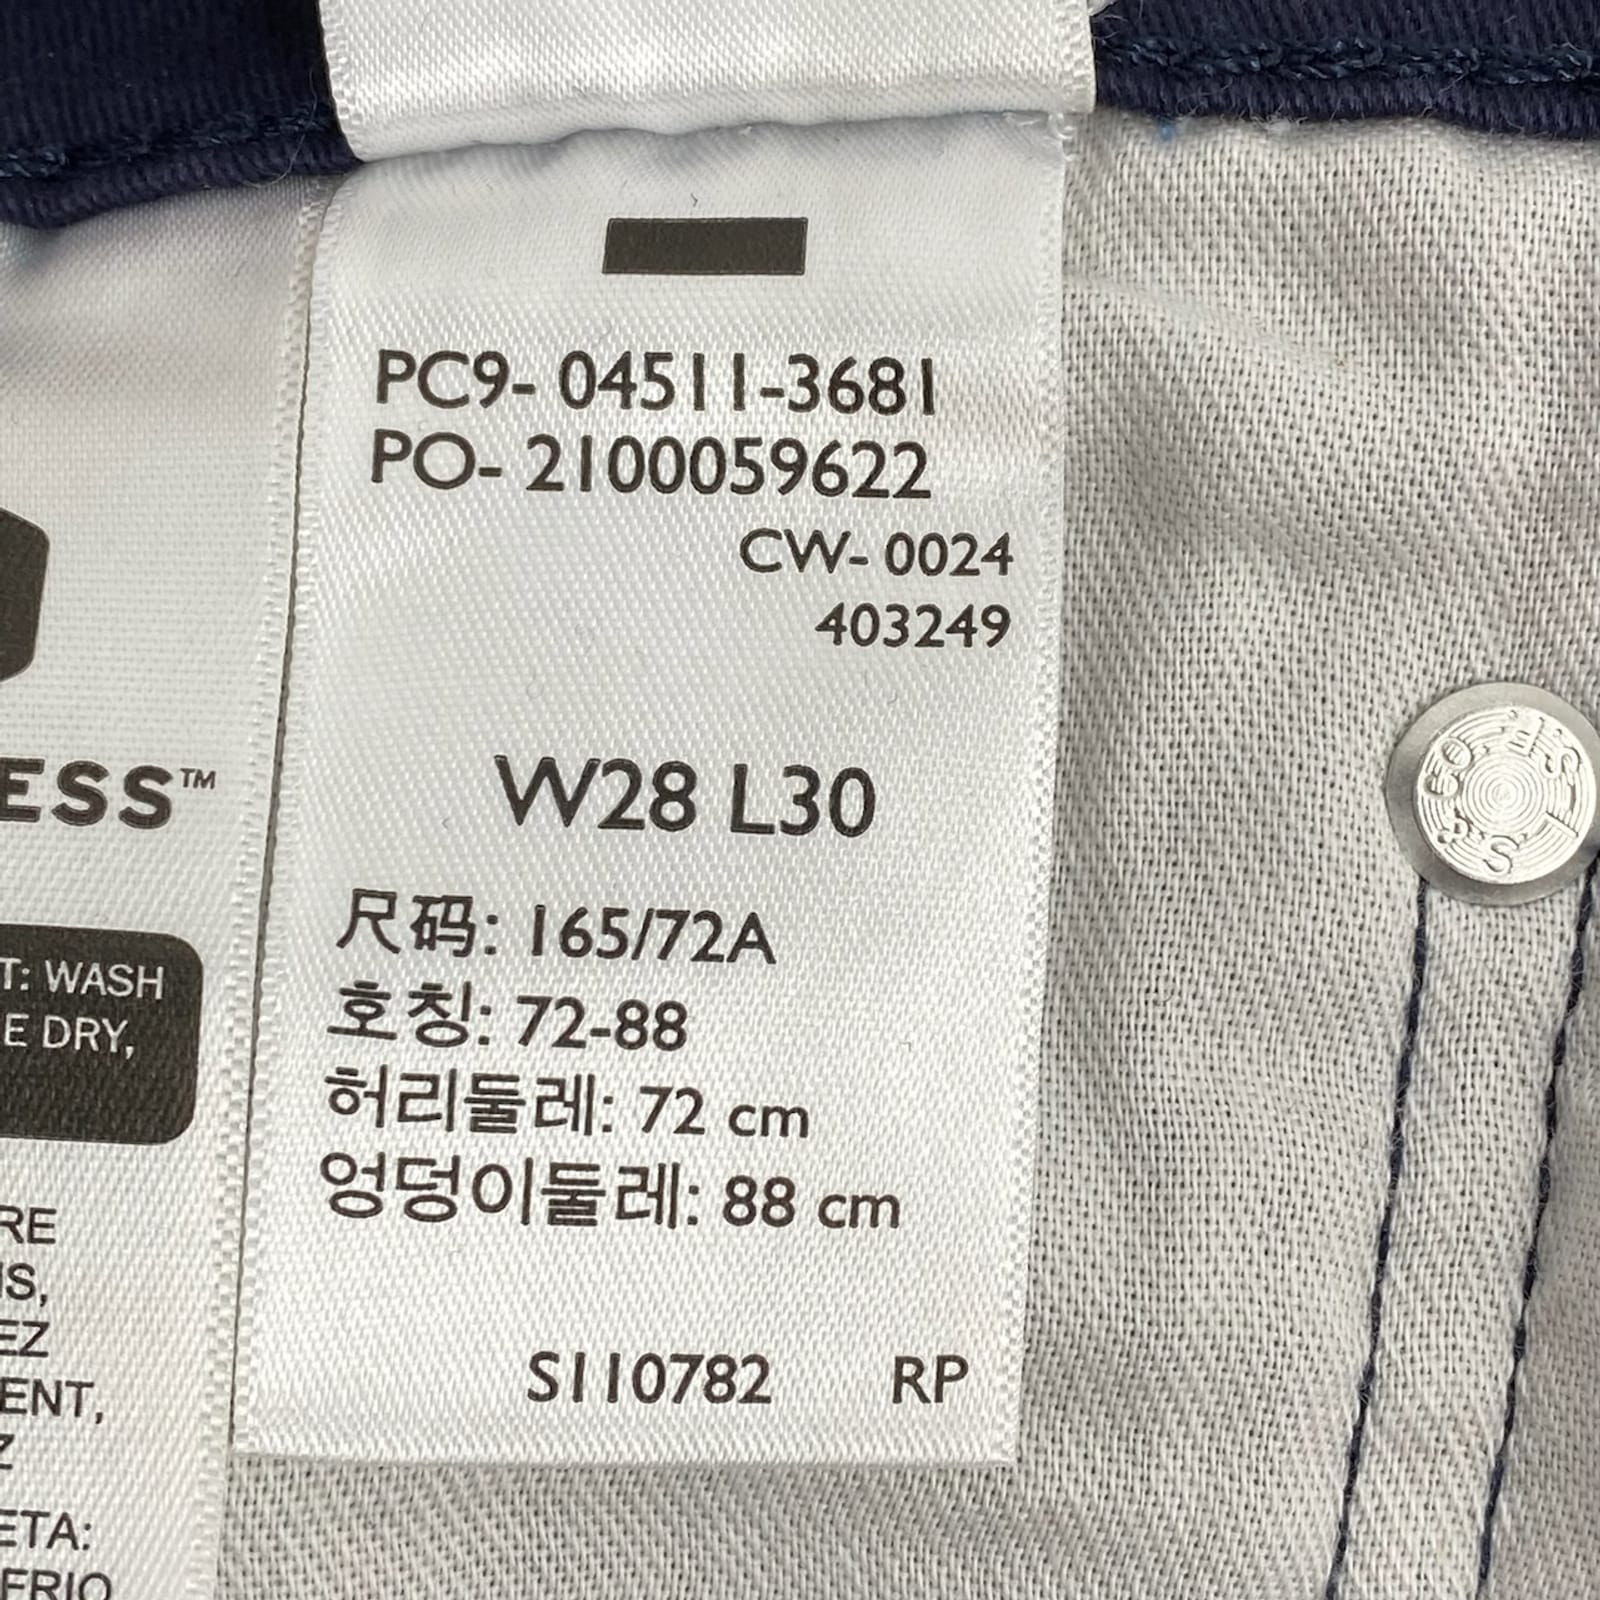 PC9- 04511-3681
PO- 2100059622
CW- 0024
403249
W28 L30
尺码: 165/72A
호칭: 72-88
허리둘레: 72 cm
엉덩이둘레: 88 cm
S110782 RP
ESS™
T: WASH
E DRY,
RE
IS,
EZ
ENT,
Z
ETA:
FRIO